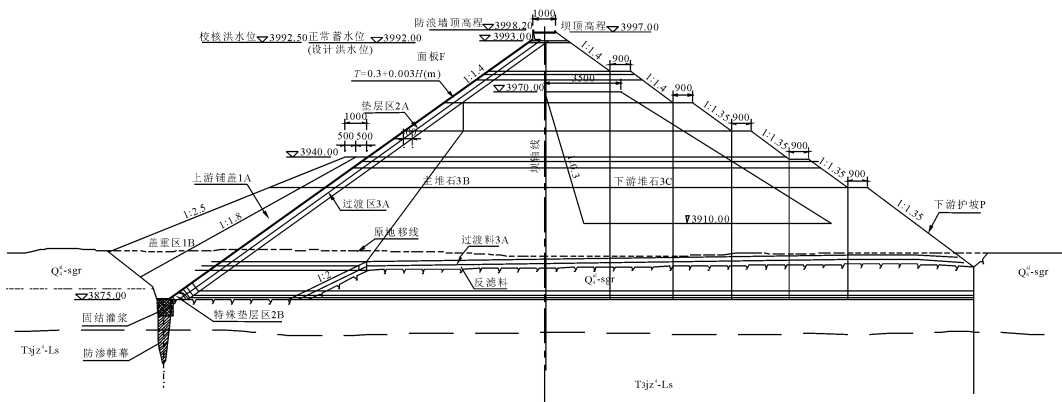 1000
防浪墙顶高程 3998.20
坝顶高程 3997.00
校核洪水位 3992.50 正常蓄水位 3992.00
(设计洪水位)
3993.00
面板F
T=0.3+0.003H(m)
1:1.4
1:1.4
900
1:1.4
3500
3970.00
900
1:1.35
垫层区2A
1000
500 500
900
1:1.35
3940.00
900
1:1.35
坝轴线
1:0.3
上游铺盖1A
主堆石3B
下游堆石3C
900
1:1.35
1:2.5
1:1.8
过渡区3A
3910.00
下游护坡P
原地移线
盖重区1B
过渡料3A
1:2
反滤料
-sgr
-sgr
-sgr
3875.00
固结灌浆
特殊垫层区2B
防渗帷幕
T3jz⁴-Ls
T3jz⁴-Ls